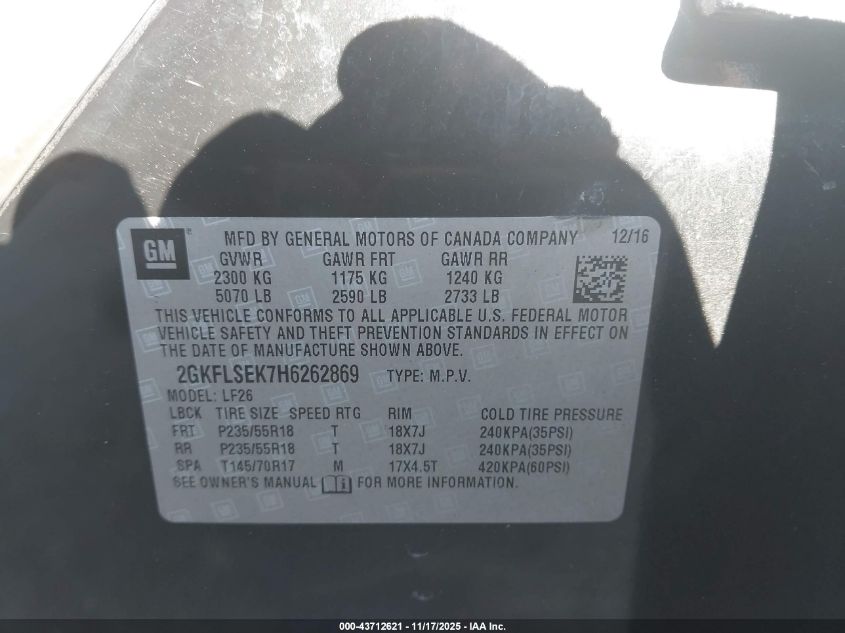 GM ® MFD BY GENERAL MOTORS OF CANADA COMPANY 12/16
GVWR GAWR FRT GAWR RR
2300 KG 1175 KG 1240 KG
5070 LB 2590 LB 2733 LB
THIS VEHICLE CONFORMS TO ALL APPLICABLE U.S. FEDERAL MOTOR
VEHICLE SAFETY AND THEFT PREVENTION STANDARDS IN EFFECT ON
THE DATE OF MANUFACTURE SHOWN ABOVE.
2GKFLSEK7H6262869 TYPE: M.P.V.
MODEL: LF26
LBCK TIRE SIZE SPEED RTG RIM COLD TIRE PRESSURE
FRT P235/55R18 T 18X7J 240KPA(35PSI)
RR P235/55R18 T 18X7J 240KPA(35PSI)
SPA T145/70R17 M 17X4.5T 420KPA(60PSI)
SEE OWNER'S MANUAL FOR MORE INFORMATION.
000-43712621 - 11/17/2025 - IAA Inc.